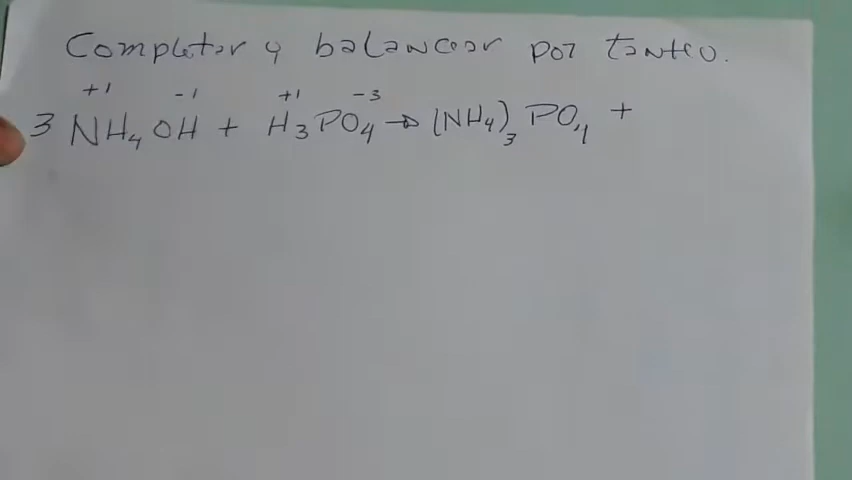 Completar y balancear por tanteo.
+1 -1 +1 -3
3 NH₄OH + H₃PO₄ → (NH₄)₃ PO₄ +